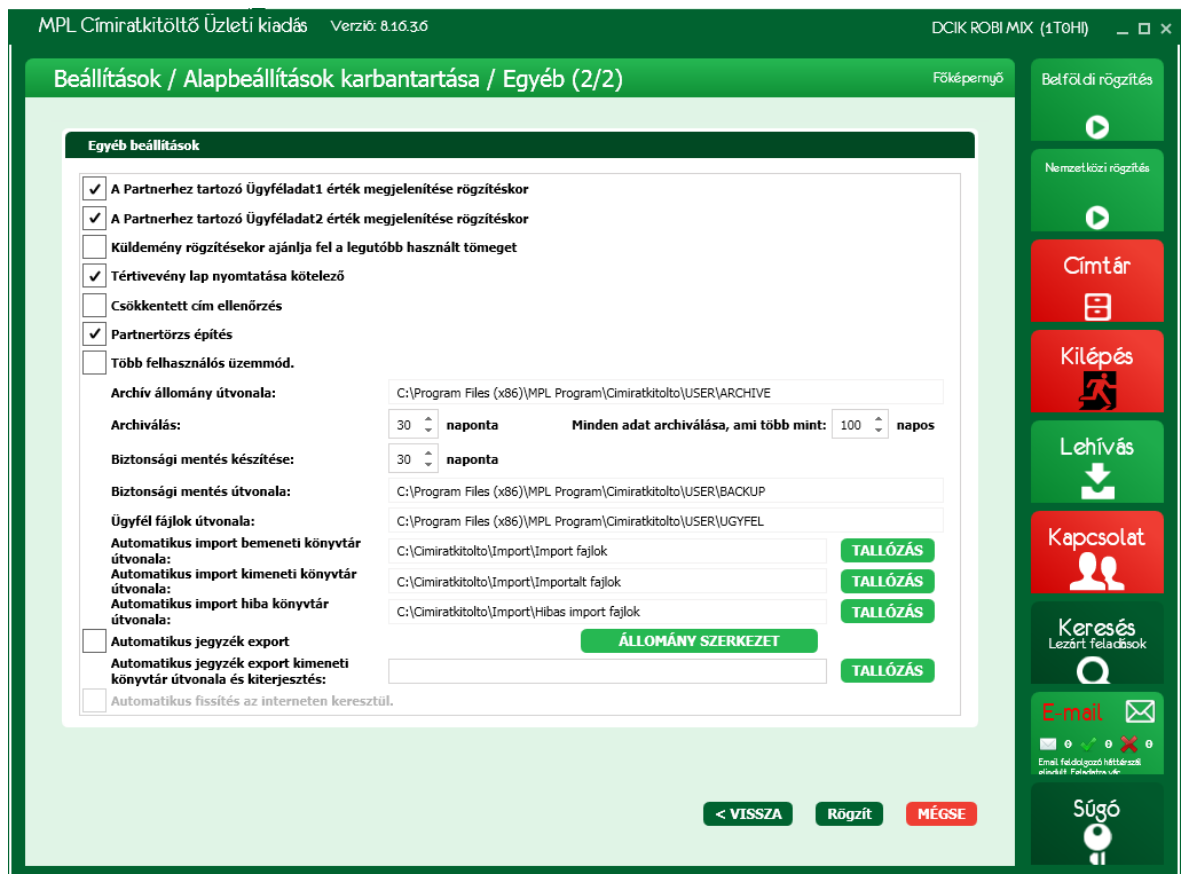 MPL Címiratkitöltő Üzleti kiadás Verzió: 8.16.3.6 DCIK ROBI MIX (1T0HI)
Beállítások / Alapbeállítások karbantartása / Egyéb (2/2) Főképernyő
Egyéb beállítások
A Partnerhez tartozó Ügyféladat1 érték megjelenítése rögzítéskor
A Partnerhez tartozó Ügyféladat2 érték megjelenítése rögzítéskor
Küldemény rögzítésekor ajánlja fel a legutóbb használt tömeget
Tértivevény lap nyomtatása kötelező
Csökkentett cím ellenőrzés
Partnertörzs építés
Több felhasználós üzemmód.
Archív állomány útvonala: C:\Program Files (x86)\MPL Program\Cimiratkitolto\USER\ARCHIVE
Archiválás: 30 naponta Minden adat archiválása, ami több mint: 100 napos
Biztonsági mentés készítése: 30 naponta
Biztonsági mentés útvonala: C:\Program Files (x86)\MPL Program\Cimiratkitolto\USER\BACKUP
Ügyfél fájlok útvonala: C:\Program Files (x86)\MPL Program\Cimiratkitolto\USER\UGYFEL
Automatikus import bemeneti könyvtár
útvonala: C:\Cimiratkitolto\Import\Import fajlok TALLÓZÁS
Automatikus import kimeneti könyvtár
útvonala: C:\Cimiratkitolto\Import\Importalt fajlok TALLÓZÁS
Automatikus import hiba könyvtár
útvonala: C:\Cimiratkitolto\Import\Hibas import fajlok TALLÓZÁS
Automatikus jegyzék export ÁLLOMÁNY SZERKEZET
Automatikus jegyzék export kimeneti
könyvtár útvonala és kiterjesztés: TALLÓZÁS
Automatikus fissítés az interneten keresztül.
< VISSZA Rögzít MÉGSE
Belföldi rögzítés
Nemzetközi rögzítés
Címtár
Kilépés
Lehívás
Kapcsolat
Keresés
Lezárt feladások
E-mail
0 0 0
Email feldolgozó háttérszál
elindült. Feladatra vár.
Súgó